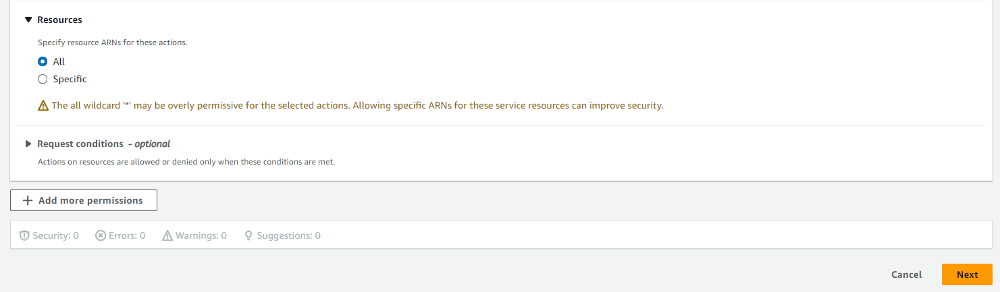 Resources
Specify resource ARNs for these actions.
All
Specific
The all wildcard '*' may be overly permissive for the selected actions. Allowing specific ARNs for these service resources can improve security.
Request conditions - optional
Actions on resources are allowed or denied only when these conditions are met.
Add more permissions
Security: 0 Errors: 0 Warnings: 0 Suggestions: 0
Cancel Next